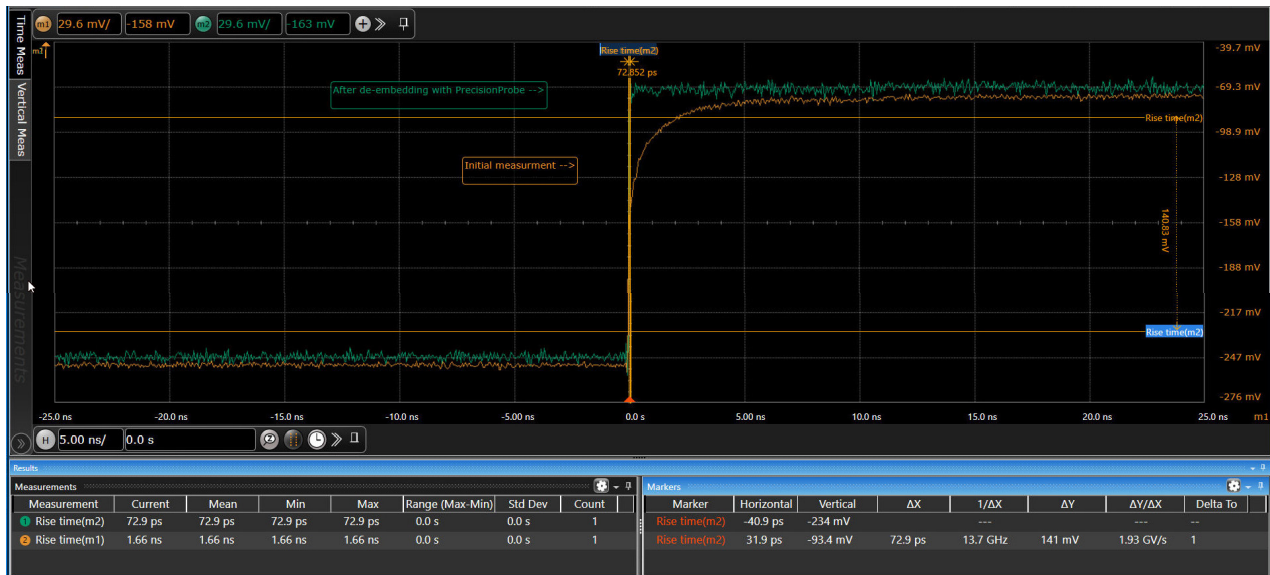 Time Meas
Vertical Meas
Measurements
m1 29.6 mV/ -158 mV m2 29.6 mV/ -163 mV
m1
Rise time(m2)
72.852 ps
After de-embedding with PrecisionProbe -->
Initial measurment -->
-39.7 mV
-69.3 mV
Rise time(m2)
-98.9 mV
-128 mV
-158 mV
140.83 mV
-188 mV
-217 mV
Rise time(m2)
-247 mV
-276 mV
-25.0 ns -20.0 ns -15.0 ns -10.0 ns -5.00 ns 0.0 s 5.00 ns 10.0 ns 15.0 ns 20.0 ns 25.0 ns m1
H 5.00 ns/ 0.0 s
Results
Measurements
Measurement Current Mean Min Max Range (Max-Min) Std Dev Count
1 Rise time(m2) 72.9 ps 72.9 ps 72.9 ps 72.9 ps 0.0 s 0.0 s 1
2 Rise time(m1) 1.66 ns 1.66 ns 1.66 ns 1.66 ns 0.0 s 0.0 s 1
Markers
Marker Horizontal Vertical ΔX 1/ΔX ΔY ΔY/ΔX Delta To
Rise time(m2) -40.9 ps -234 mV --- --- --
Rise time(m2) 31.9 ps -93.4 mV 72.9 ps 13.7 GHz 141 mV 1.93 GV/s 1